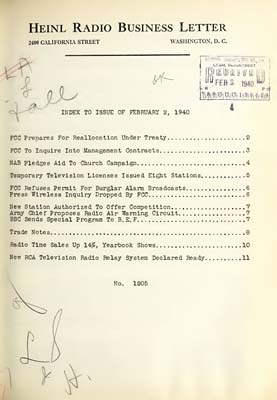 HEINL RADIO BUSINESS LETTER
2400 CALIFORNIA STREET WASHINGTON, D. C.
RECEIVED
FEB 5 1940
OK
Hall
4
INDEX TO ISSUE OF FEBRUARY 2, 1940
FCC Prepares For Reallocation Under Treaty....................2
FCC To Inquire Into Management Contracts......................3
NAB Pledges Aid To Church Campaign............................4
Temporary Television Licenses Issued Eight Stations...........5
FCC Refuses Permit For Burglar Alarm Broadcasts...............6
Press Wireless Inquiry Dropped By FCC.........................6
New Station Authorized To Offer Competition...................7
Army Chief Proposes Radio Air Warning Circuit.................7
BBC Sends Special Program To B.E.F............................7
Trade Notes...................................................8
Radio Time Sales Up 14%, Yearbook Shows......................10
New RCA Television Radio Relay System Declared Ready.........11
No. 1205